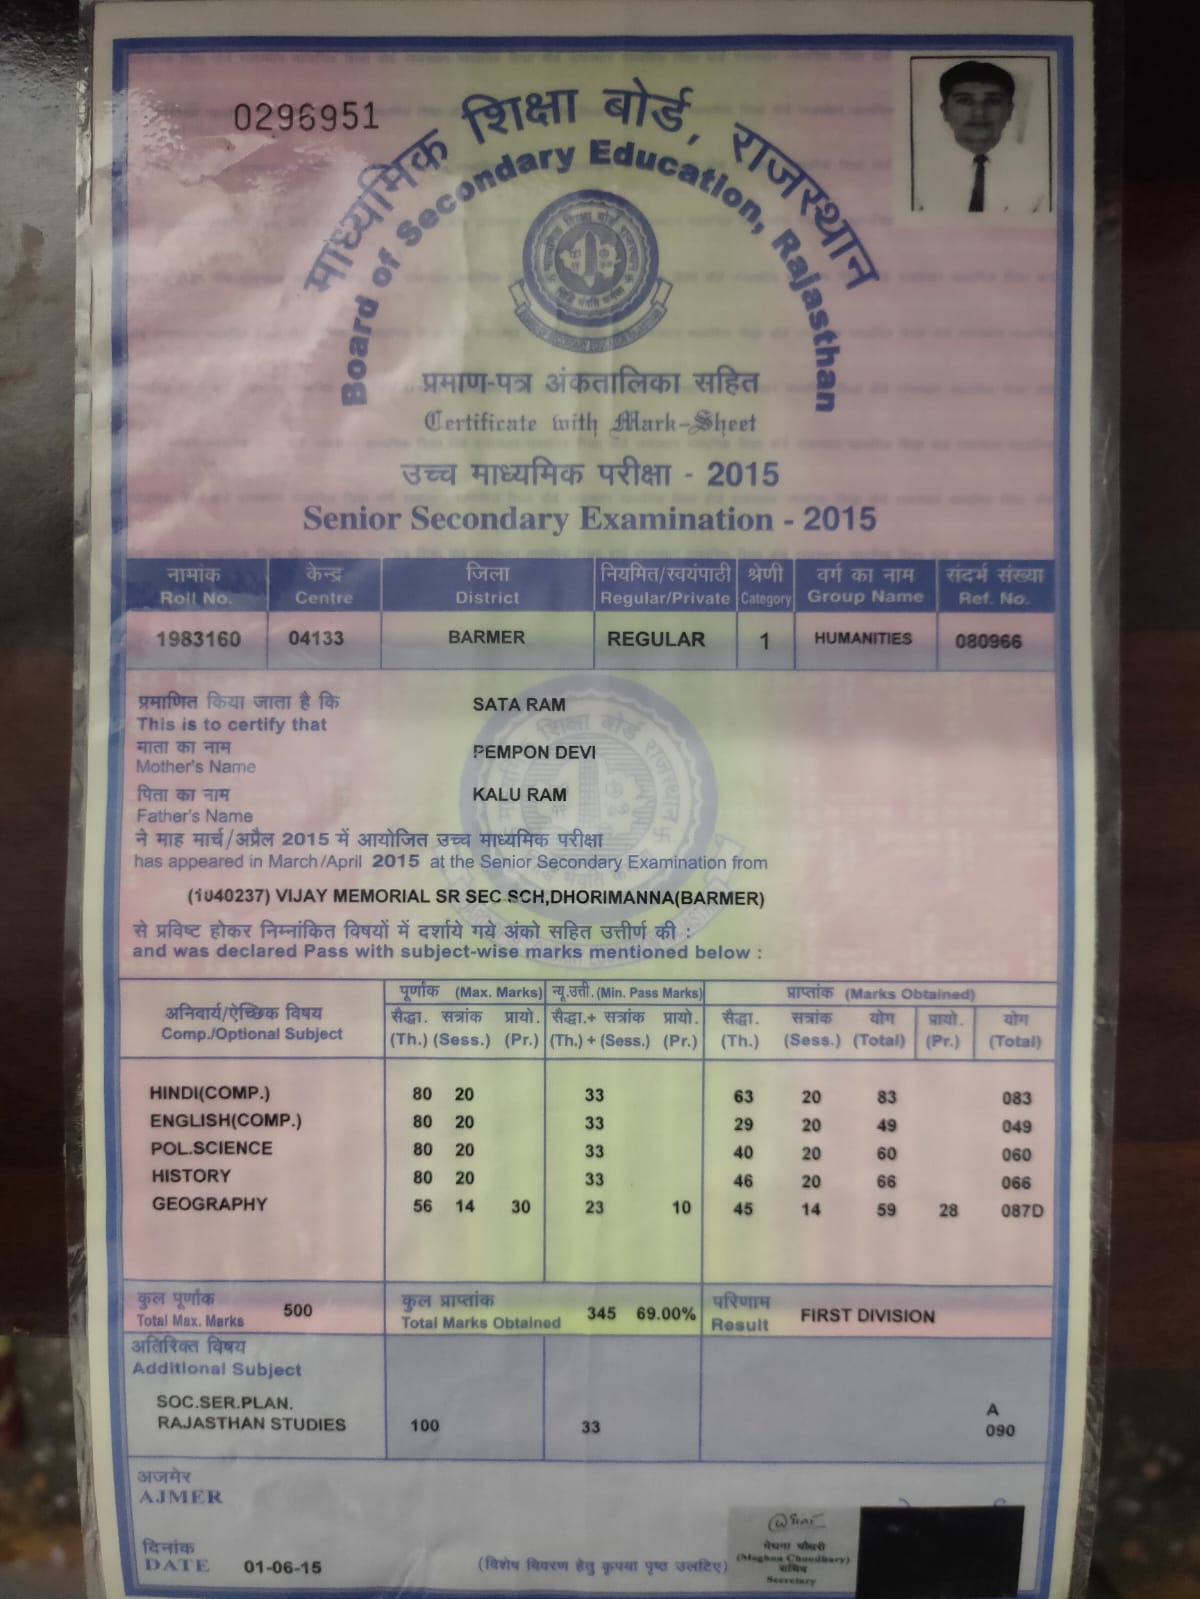 0296951
माध्यमिक शिक्षा बोर्ड, राजस्थान
Board of Secondary Education, Rajasthan
प्रमाण-पत्र अंकतालिका सहित
Certificate with Mark-Sheet
उच्च माध्यमिक परीक्षा - 2015
Senior Secondary Examination - 2015
नामांक केन्द्र जिला नियमित/स्वयंपाठी श्रेणी वर्ग का नाम संदर्भ संख्या
Roll No. Centre District Regular/Private Category Group Name Ref. No.
1983160 04133 BARMER REGULAR 1 HUMANITIES 080966
प्रमाणित किया जाता है कि SATA RAM
This is to certify that
माता का नाम PEMPON DEVI
Mother's Name
पिता का नाम KALU RAM
Father's Name
ने माह मार्च/अप्रैल 2015 में आयोजित उच्च माध्यमिक परीक्षा
has appeared in March/April 2015 at the Senior Secondary Examination from
(1040237) VIJAY MEMORIAL SR SEC SCH,DHORIMANNA(BARMER)
से प्रविष्ट होकर निम्नांकित विषयों में दर्शाये गये अंको सहित उत्तीर्ण की :
and was declared Pass with subject-wise marks mentioned below :
अनिवार्य/ऐच्छिक विषय पूर्णांक (Max. Marks) न्यू.उत्ती. (Min. Pass Marks) प्राप्तांक (Marks Obtained)
Comp./Optional Subject सैद्धा. सत्रांक प्रायो. सैद्धा.+ सत्रांक प्रायो. सैद्धा. सत्रांक योग प्रायो. योग
(Th.) (Sess.) (Pr.) (Th.) + (Sess.) (Pr.) (Th.) (Sess.) (Total) (Pr.) (Total)
HINDI(COMP.) 80 20 33 63 20 83 083
ENGLISH(COMP.) 80 20 33 29 20 49 049
POL.SCIENCE 80 20 33 40 20 60 060
HISTORY 80 20 33 46 20 66 066
GEOGRAPHY 56 14 30 23 10 45 14 59 28 087D
कुल पूर्णांक 500 कुल प्राप्तांक 345 69.00% परिणाम FIRST DIVISION
Total Max. Marks Total Marks Obtained Result
अतिरिक्त विषय
Additional Subject
SOC.SER.PLAN. A
RAJASTHAN STUDIES 100 33 090
अजमेर
AJMER
दिनांक
DATE 01-06-15 (विशेष विवरण हेतु कृपया पृष्ठ उलटिए)
मेघना चौधरी
(Meghna Choudhary)
सचिव
Secretary